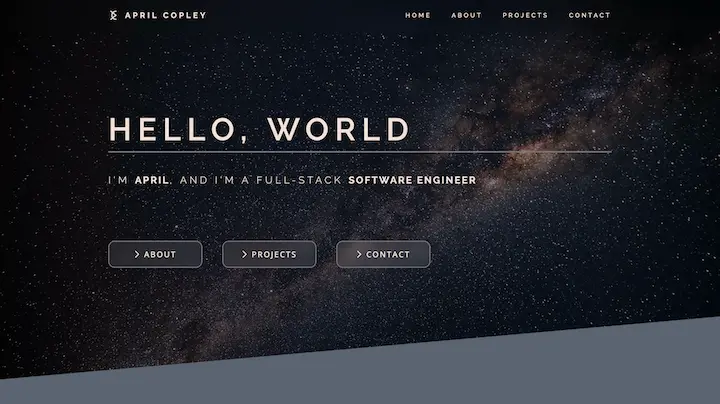 APRIL COPLEY
HOME ABOUT PROJECTS CONTACT
HELLO, WORLD
I'M APRIL, AND I'M A FULL-STACK SOFTWARE ENGINEER
ABOUT PROJECTS CONTACT